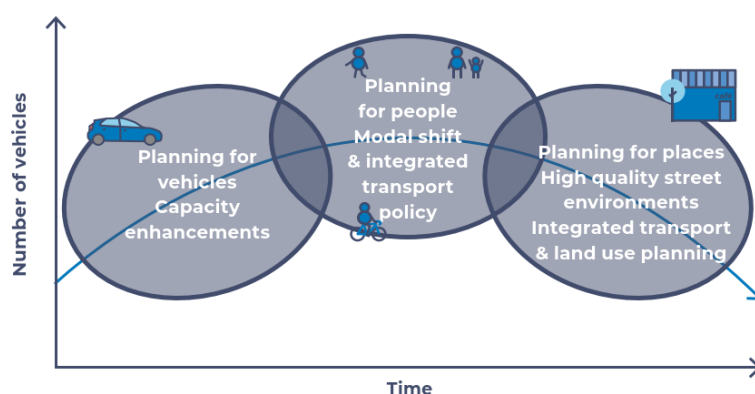 Number of vehicles
Planning for
vehicles
Capacity
enhancements
Planning
for people
Modal shift
& integrated
transport
policy
cafe
Planning for places
High quality street
environments
Integrated transport
& land use planning
Time